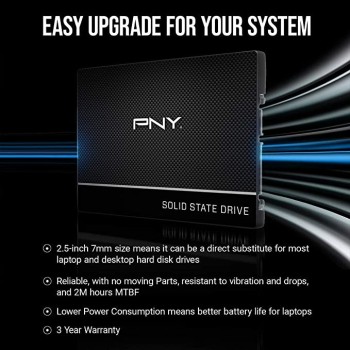 EASY UPGRADE FOR YOUR SYSTEM
PNY.
SOLID STATE DRIVE
• 2.5-inch 7mm size means it can be a direct substitute for most
laptop and desktop hard disk drives
• Reliable, with no moving Parts, resistant to vibration and drops,
and 2M hours MTBF
• Lower Power Consumption means better battery life for laptops
• 3 Year Warranty